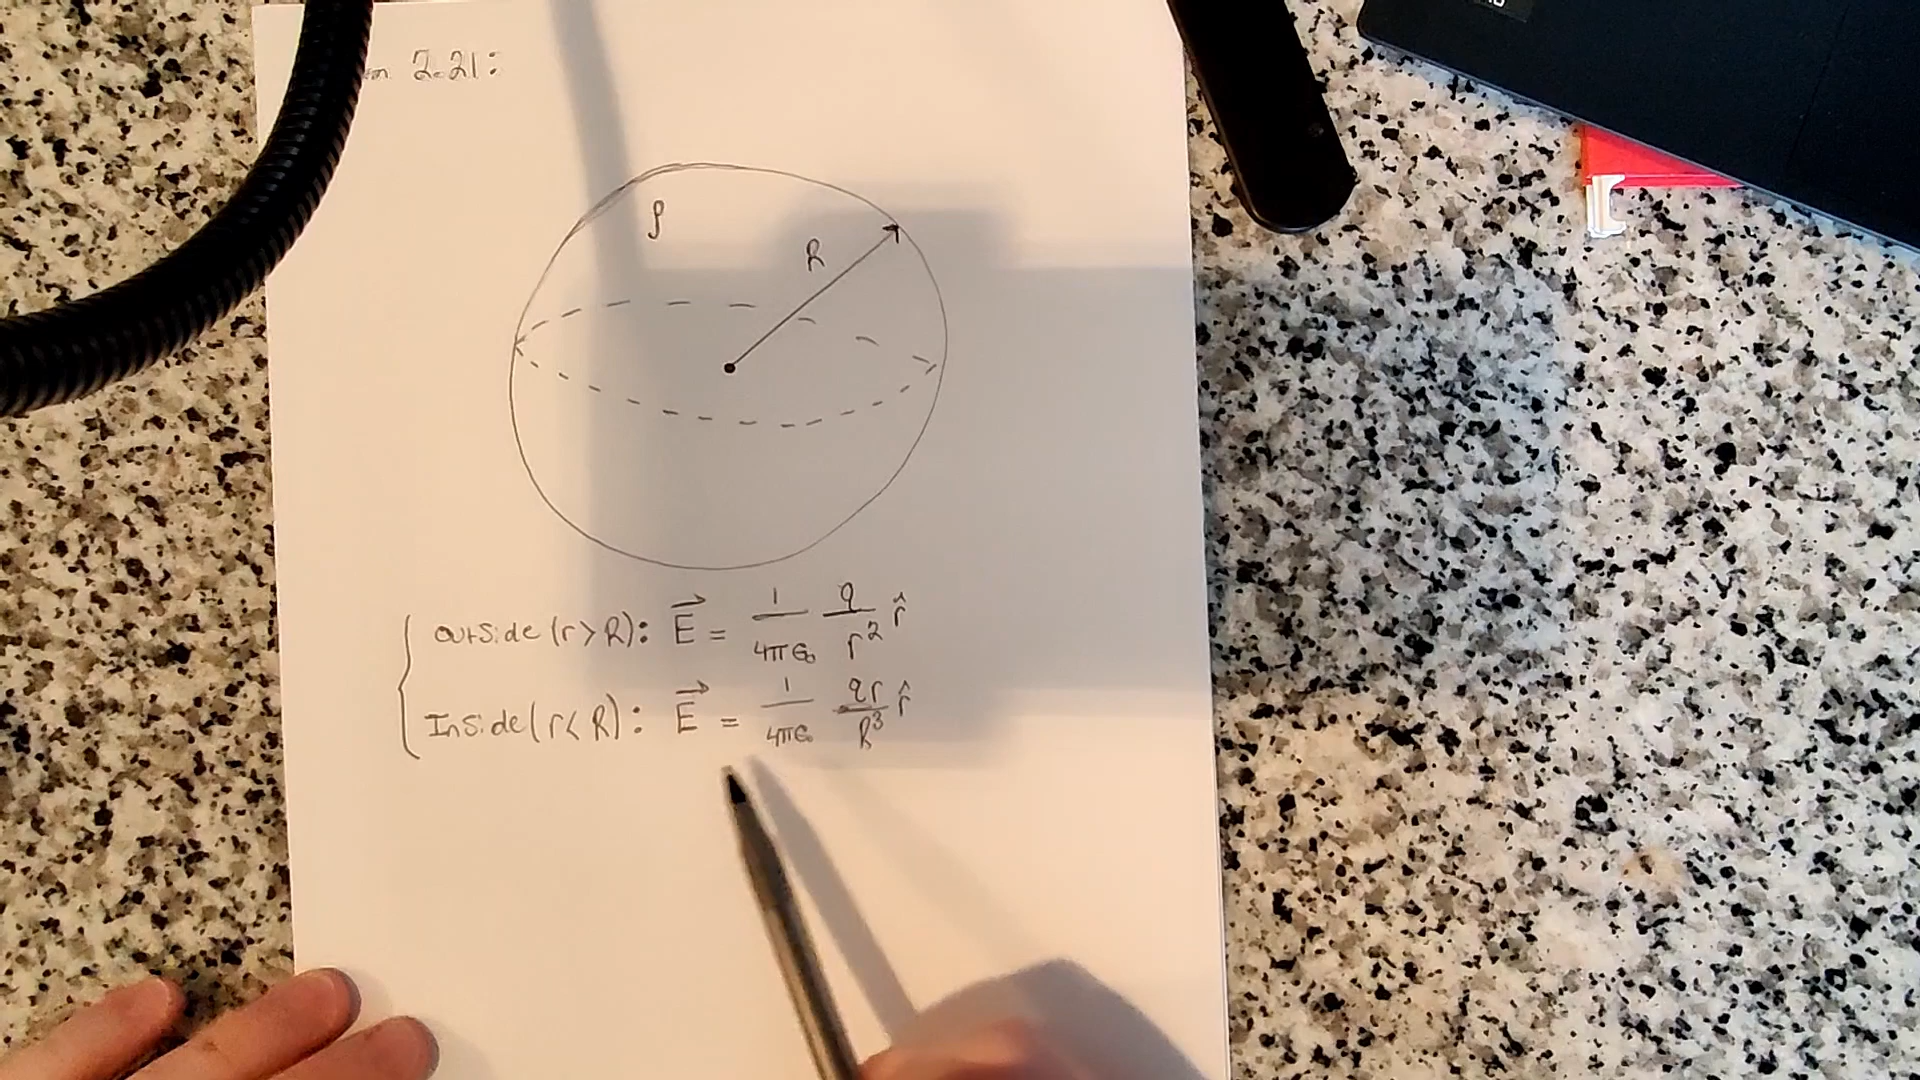 2.21:
ρ
R
outside (r > R): E⃗ = 1/4πϵ₀ q/r² r̂
Inside (r < R): E⃗ = 1/4πϵ₀ qr/R³ r̂